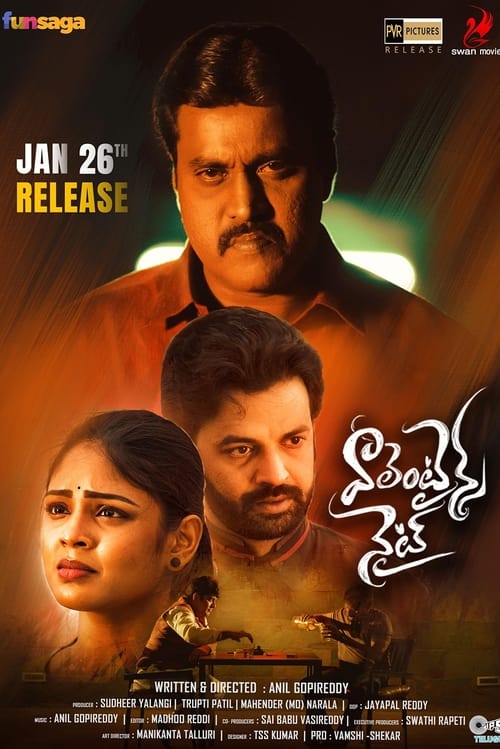 funsaga
PVR PICTURES
RELEASE
swan movie
JAN 26TH
RELEASE
వాలెంటైన్స్
నైట్
WRITTEN & DIRECTED : ANIL GOPIREDDY
PRODUCER : SUDHEER YALANGI | TRUPTI PATIL | MAHENDER (MD) NARALA | DOP : JAYAPAL REDDY
MUSIC : ANIL GOPIREDDY | EDITOR : MADHOO REDDI | CO-PRODUCERS : SAI BABU VASIREDDY | EXECUTIVE PRODUCERS : SWATHI RAPETI
ART DIRECTOR : MANIKANTA TALLURI | STILLS : TSS KUMAR | PRO : VAMSHI -SHEKAR
TELUGU